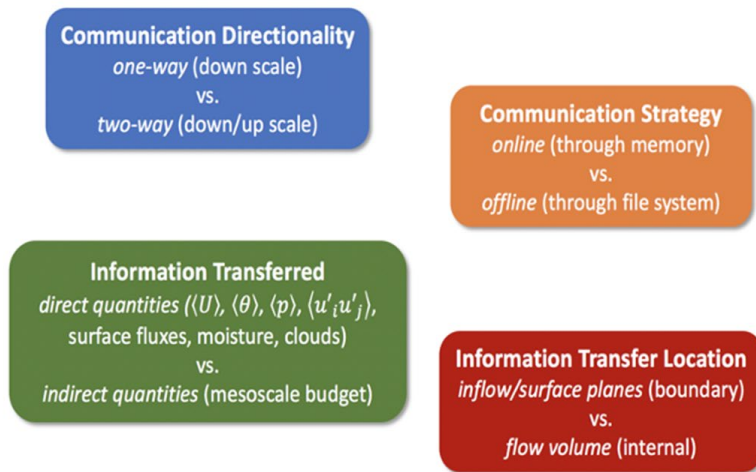 Communication Directionality
one-way (down scale)
vs.
two-way (down/up scale)
Communication Strategy
online (through memory)
vs.
offline (through file system)
Information Transferred
direct quantities (⟨U⟩, ⟨θ⟩, ⟨p⟩, ⟨u'ᵢu'ⱼ⟩,
surface fluxes, moisture, clouds)
vs.
indirect quantities (mesoscale budget)
Information Transfer Location
inflow/surface planes (boundary)
vs.
flow volume (internal)